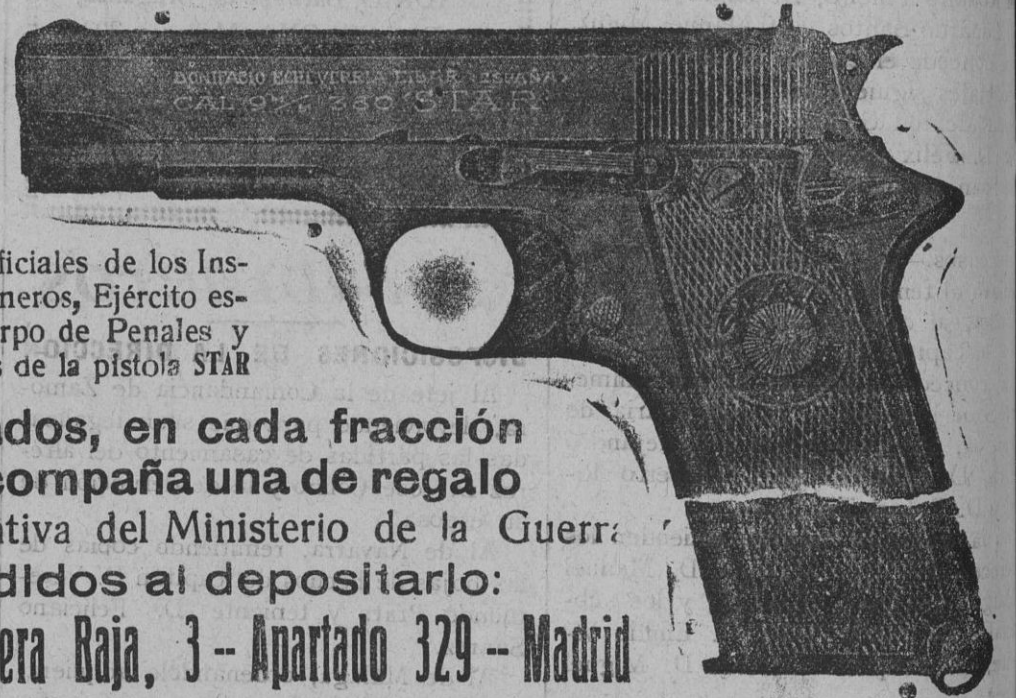 BONIFACIO ECHEVERRIA EIBAR (ESPAÑA)
CAL 9 m/m 380 STAR
ficiales de los Ins-
neros, Ejército es-
rpo de Penales y
de la pistola STAR
dos, en cada fracción
compaña una de regalo
tiva del Ministerio de la Guerra
didos al depositario:
era Baja, 3 -- Apartado 329 -- Madrid